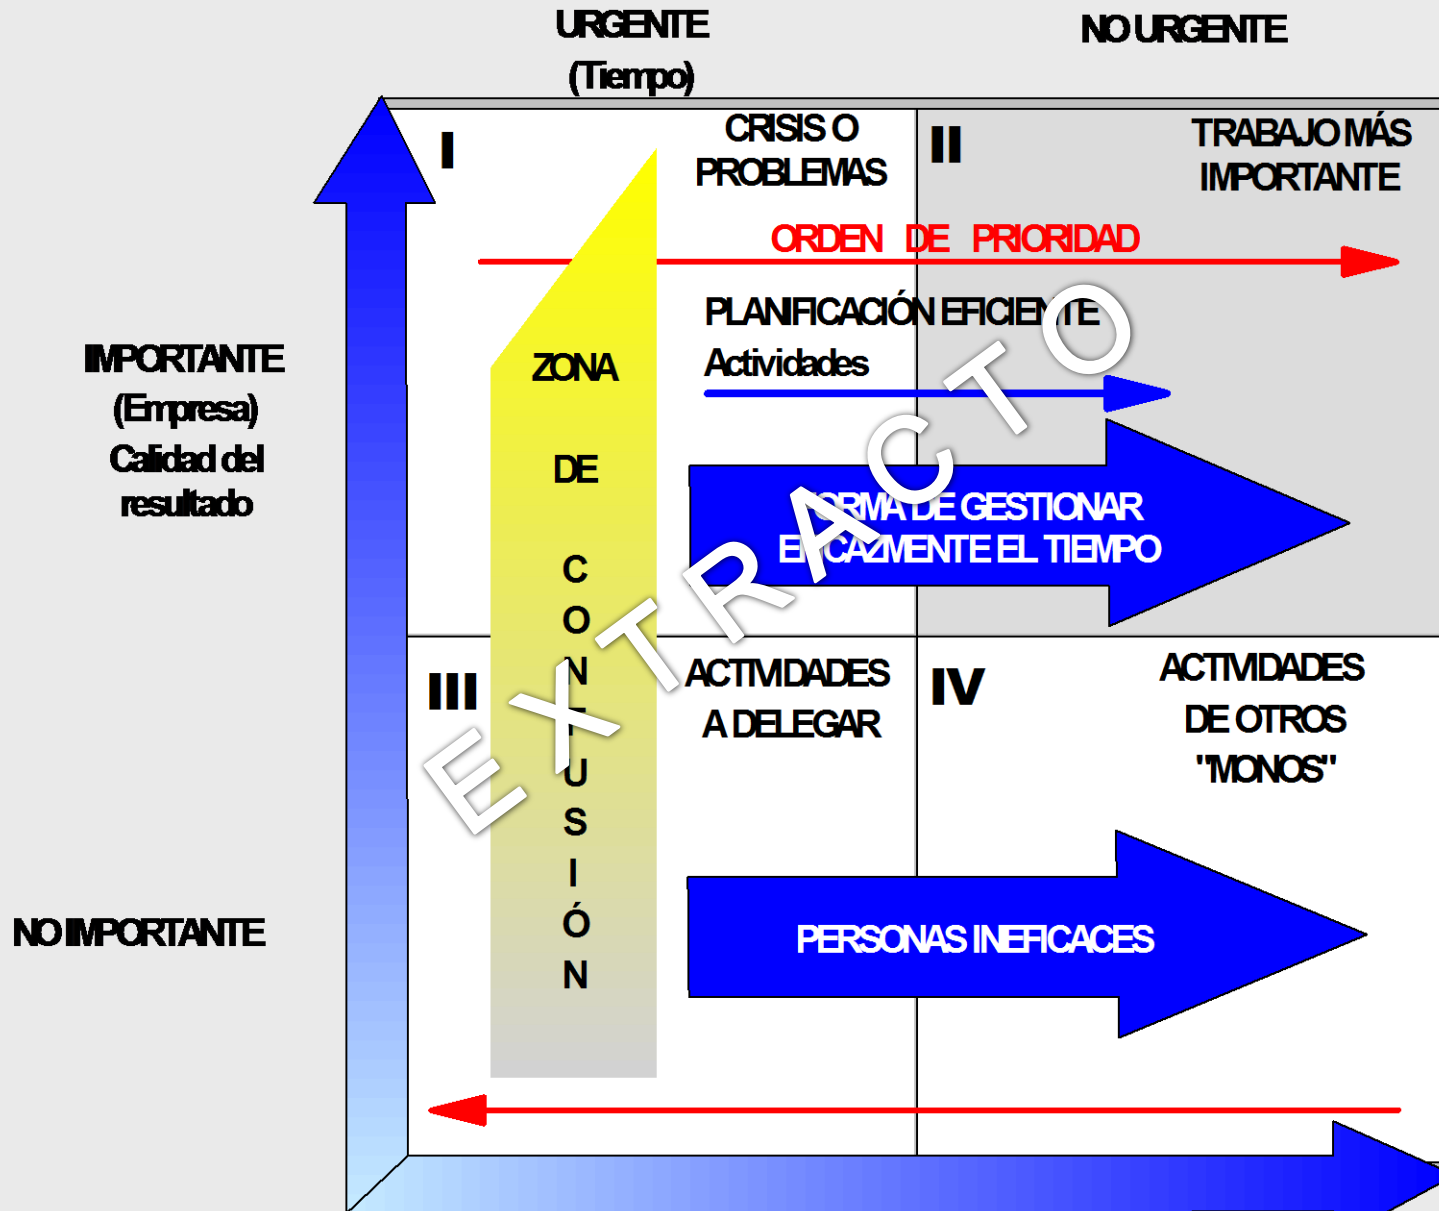 URGENTE
(Tiempo)
NO URGENTE
I
CRISIS O
PROBLEMAS
II
TRABAJO MÁS
IMPORTANTE
ORDEN DE PRIORIDAD
PLANIFICACIÓN EFICIENTE
Actividades
IMPORTANTE
(Empresa)
Calidad del
resultado
FORMA DE GESTIONAR
EFICAZMENTE EL TIEMPO
ZONA
DE
C
O
N
F
U
S
I
Ó
N
EXTRACTO
III
ACTIVIDADES
A DELEGAR
IV
ACTIVIDADES
DE OTROS
"MONOS"
NO IMPORTANTE
PERSONAS INEFICACES